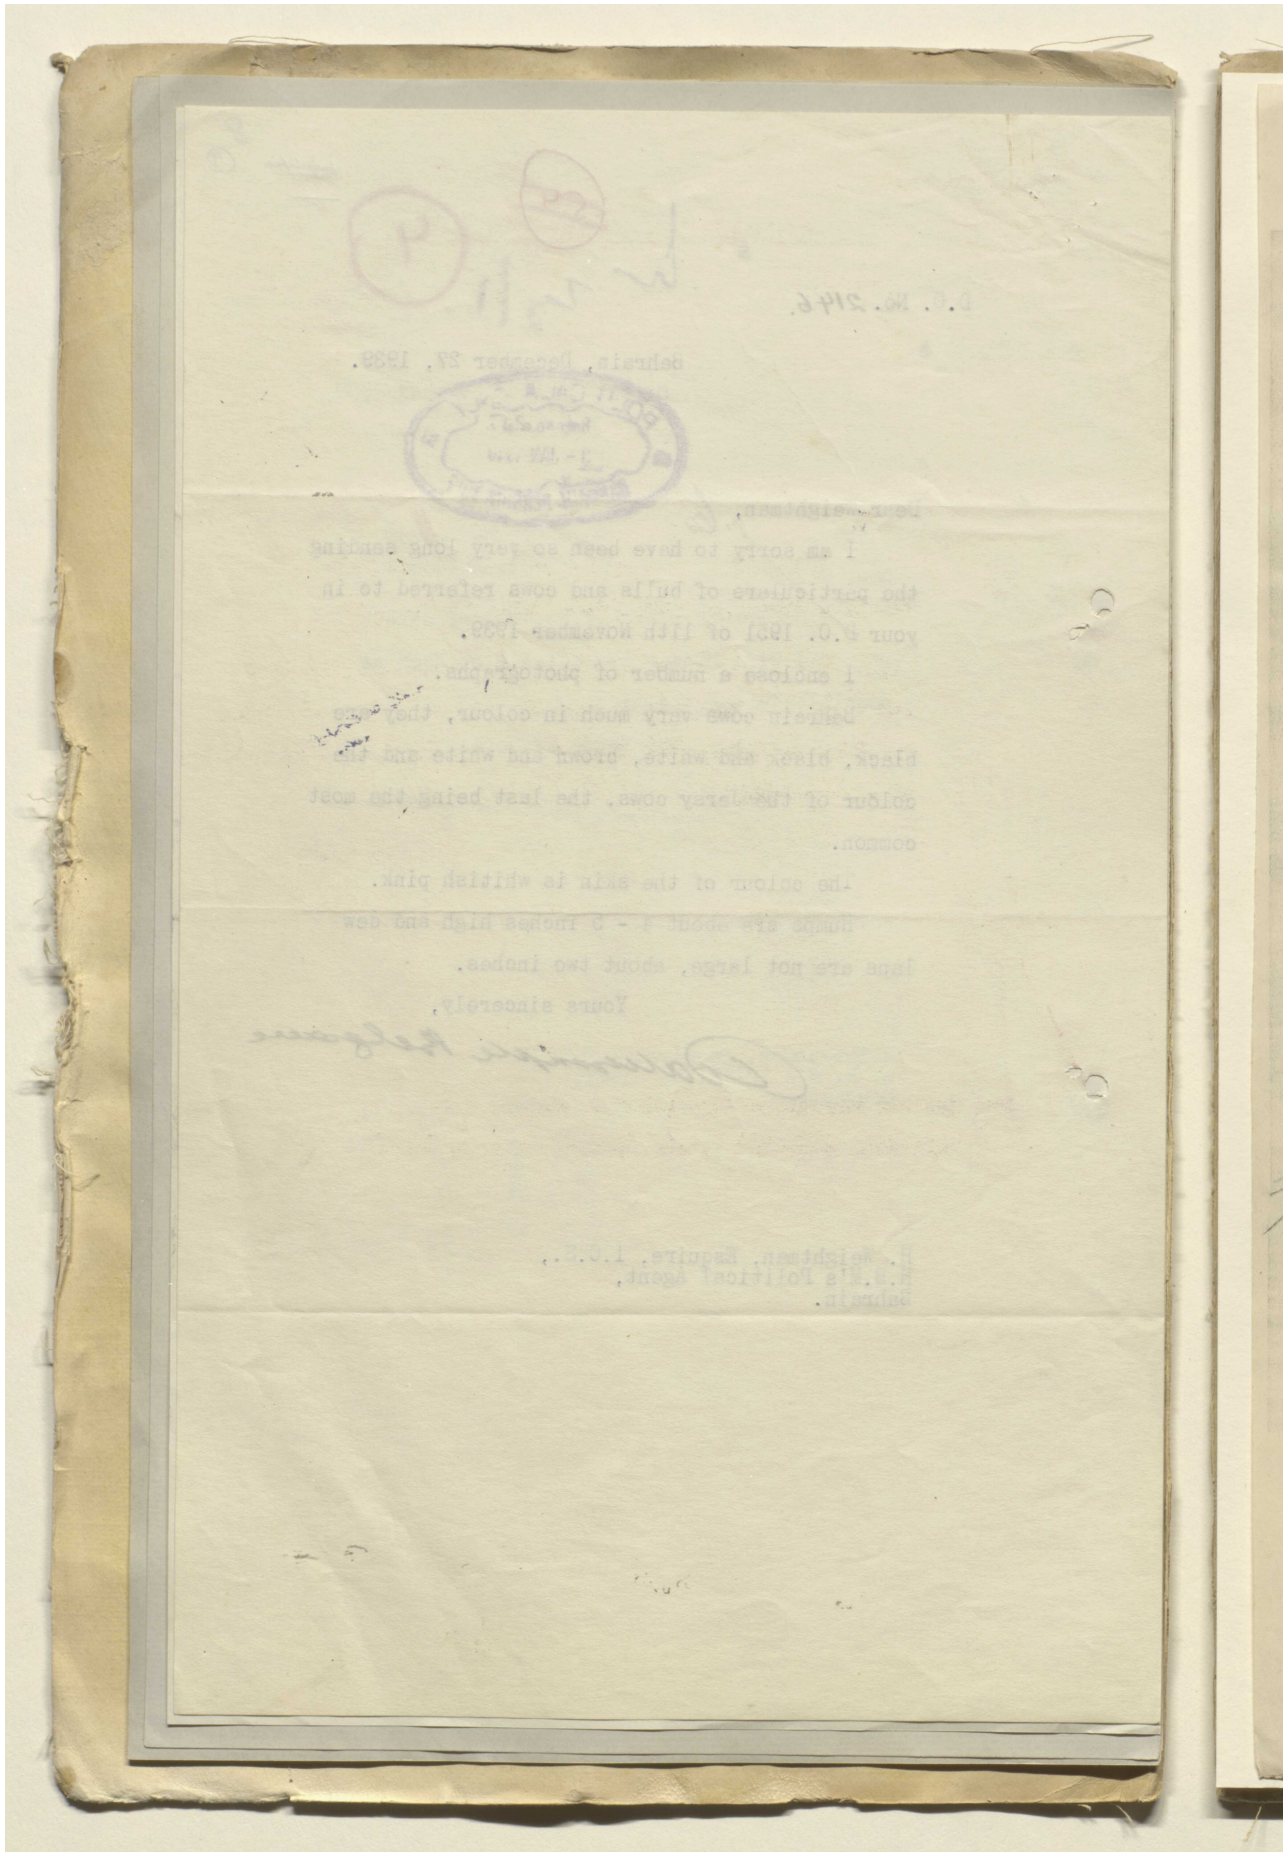 D.O. No. 2146.
Bahrain, December 27, 1939.
Dear Weightman,
I am sorry to have been so very long sending
the particulars of bulls and cows referred to in
your D.O. 1951 of 11th November 1939.
I enclose a number of photographs.
Bahrain cows vary much in colour, they are
black, black and white, brown and white and the
colour of the Jersy cows, the last being the most
common.
The colour of the skin is whitish pink.
Humps are about 4 - 5 inches high and dew
laps are not large, about two inches.
Yours sincerely,
C Dalrymple Belgrave
H. Weightman, Esquire, I.C.S.,
H.B.M's Political Agent,
Bahrain.